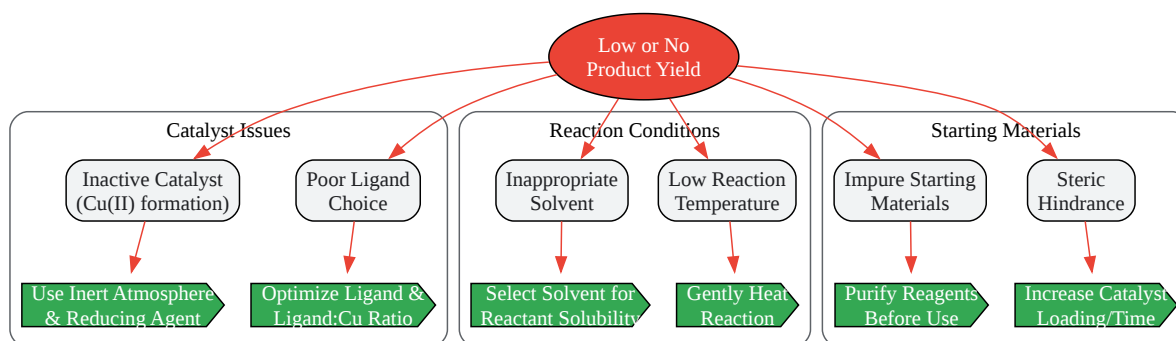 Low or No
Product Yield
Catalyst Issues
Reaction Conditions
Starting Materials
Inactive Catalyst
(Cu(II) formation)
Poor Ligand
Choice
Inappropriate
Solvent
Low Reaction
Temperature
Impure Starting
Materials
Steric
Hindrance
Use Inert Atmosphere
& Reducing Agent
Optimize Ligand &
Ligand:Cu Ratio
Select Solvent for
Reactant Solubility
Gently Heat
Reaction
Purify Reagents
Before Use
Increase Catalyst
Loading/Time